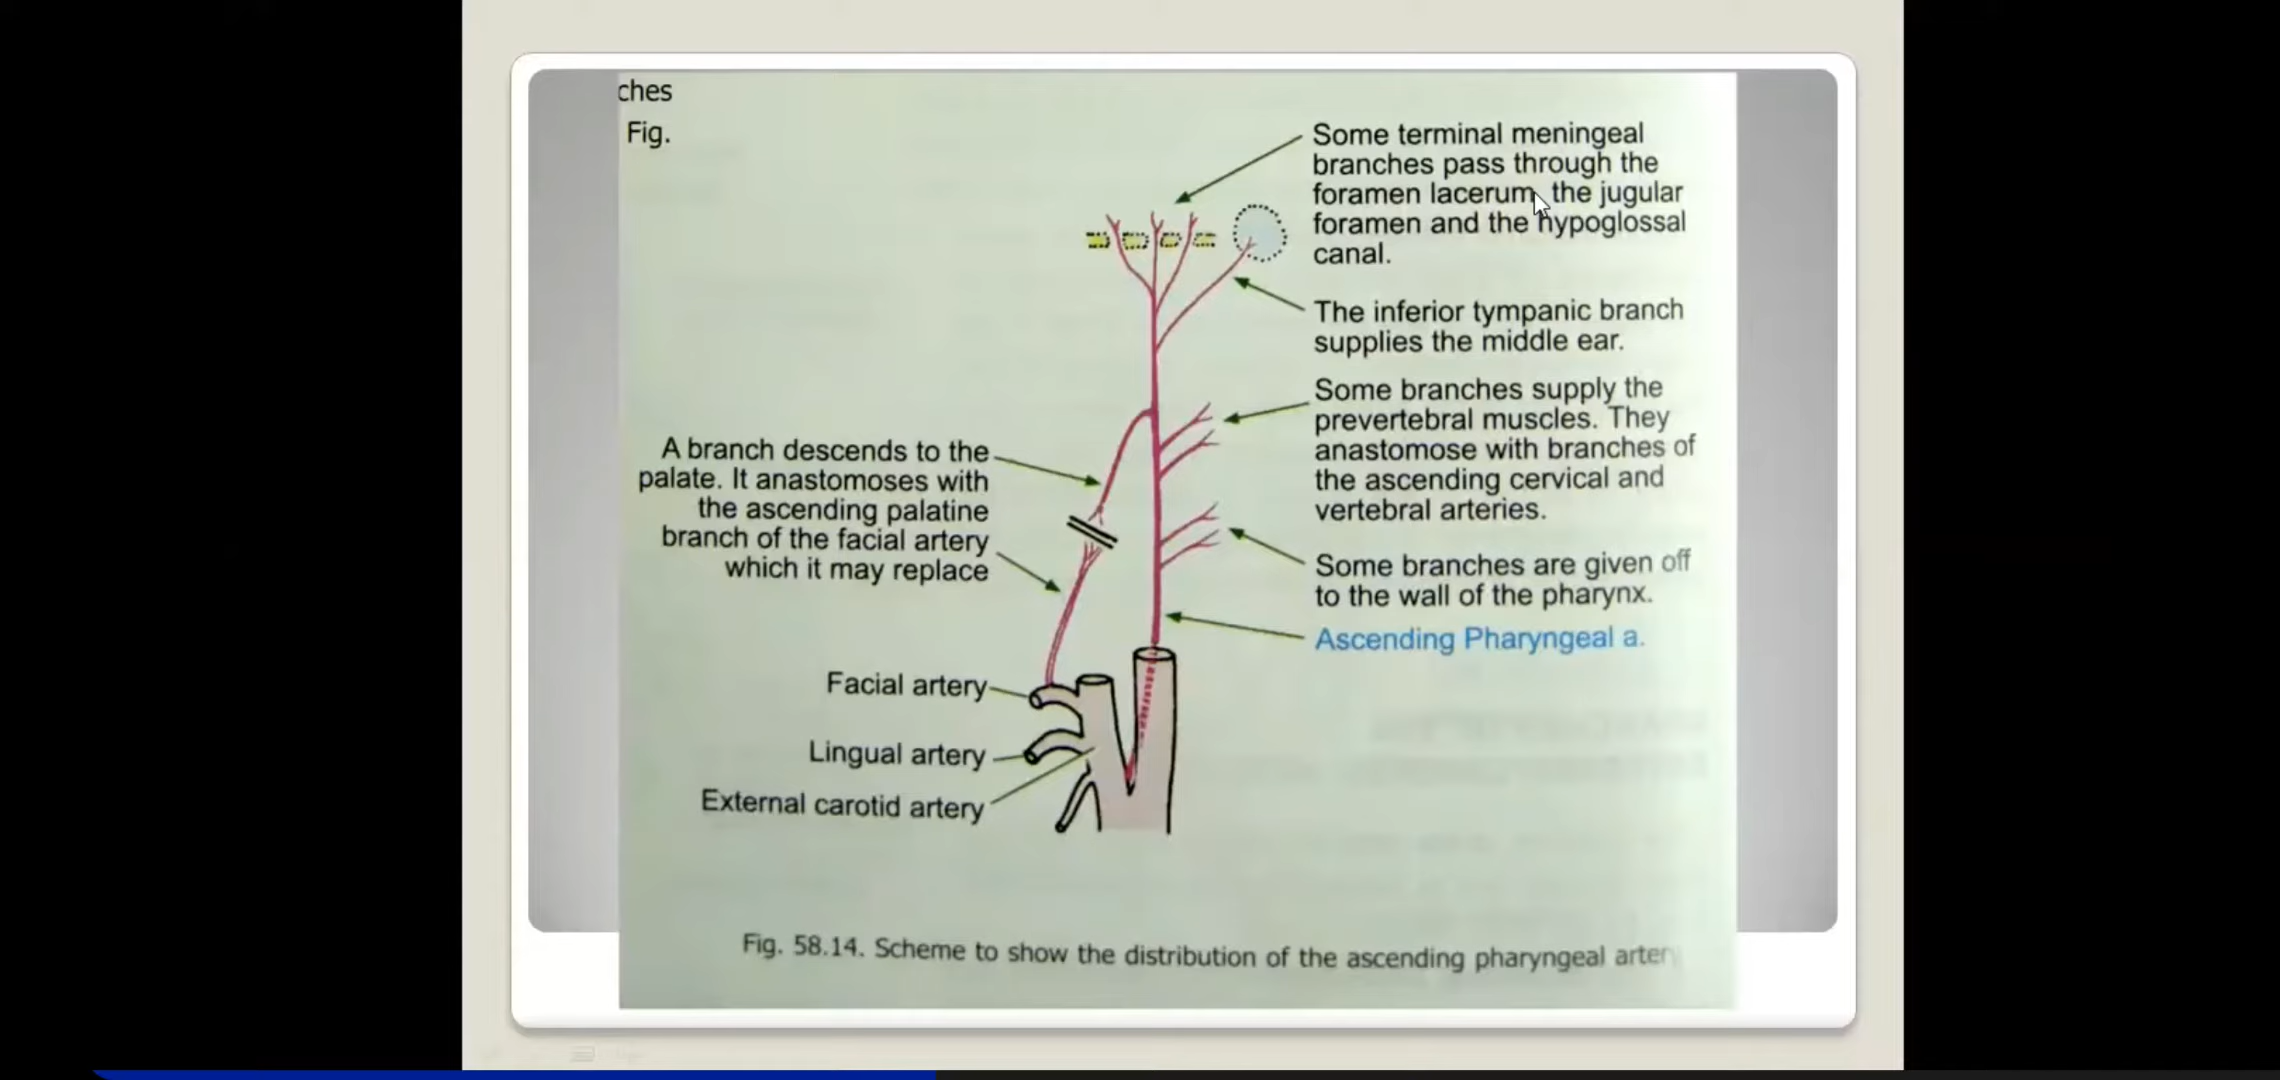 ches
Fig.
Some terminal meningeal
branches pass through the
foramen lacerum, the jugular
foramen and the hypoglossal
canal.
The inferior tympanic branch
supplies the middle ear.
Some branches supply the
prevertebral muscles. They
anastomose with branches of
the ascending cervical and
vertebral arteries.
A branch descends to the
palate. It anastomoses with
the ascending palatine
branch of the facial artery
which it may replace
Some branches are given off
to the wall of the pharynx.
Ascending Pharyngeal a.
Facial artery
Lingual artery
External carotid artery
Fig. 58.14. Scheme to show the distribution of the ascending pharyngeal artery